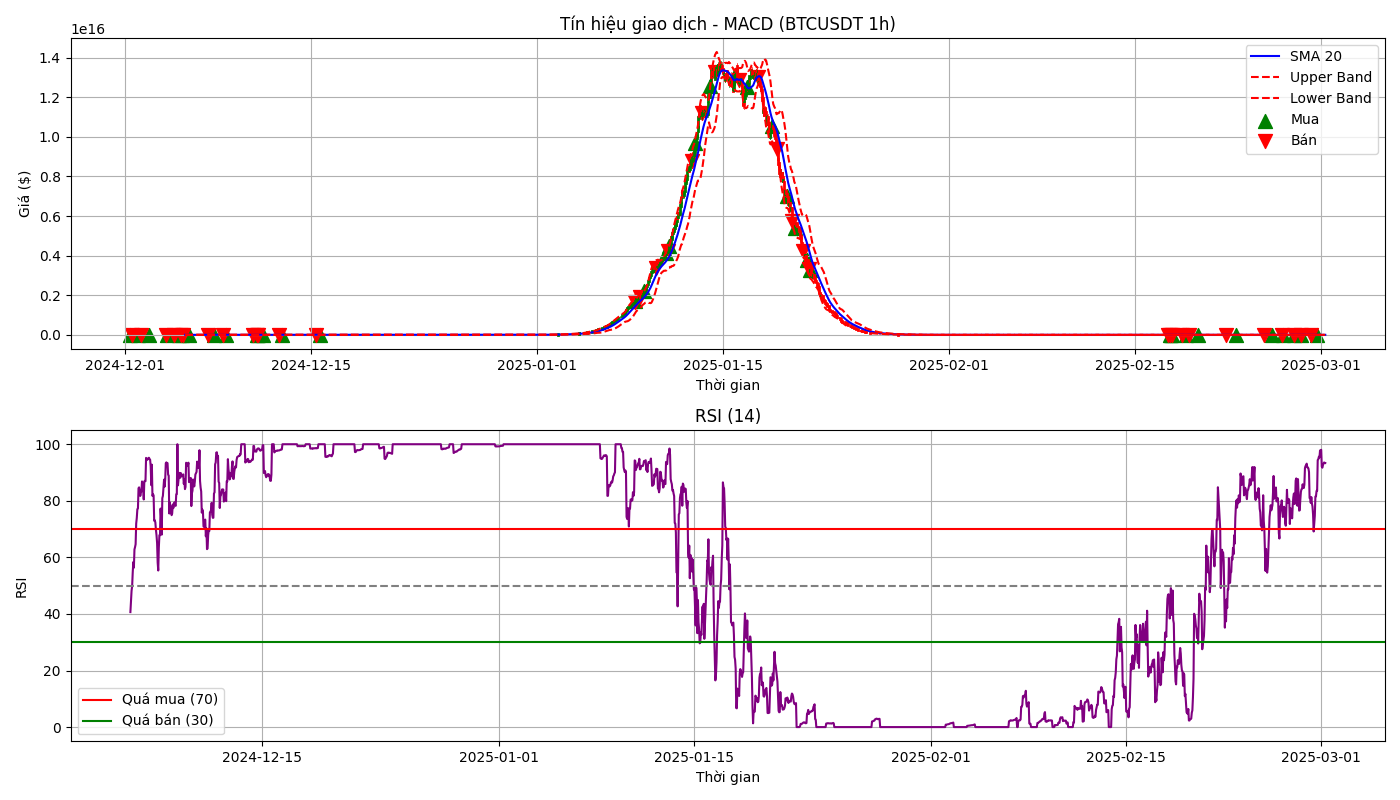 Tín hiệu giao dịch - MACD (BTCUSDT 1h)
1e16
1.4
1.2
1.0
0.8
0.6
0.4
0.2
0.0
Giá ($)
SMA 20
Upper Band
Lower Band
Mua
Bán
2024-12-01 2024-12-15 2025-01-01 2025-01-15 2025-02-01 2025-02-15 2025-03-01
Thời gian
RSI (14)
100
80
60
40
20
0
RSI
Quá mua (70)
Quá bán (30)
2024-12-15 2025-01-01 2025-01-15 2025-02-01 2025-02-15 2025-03-01
Thời gian